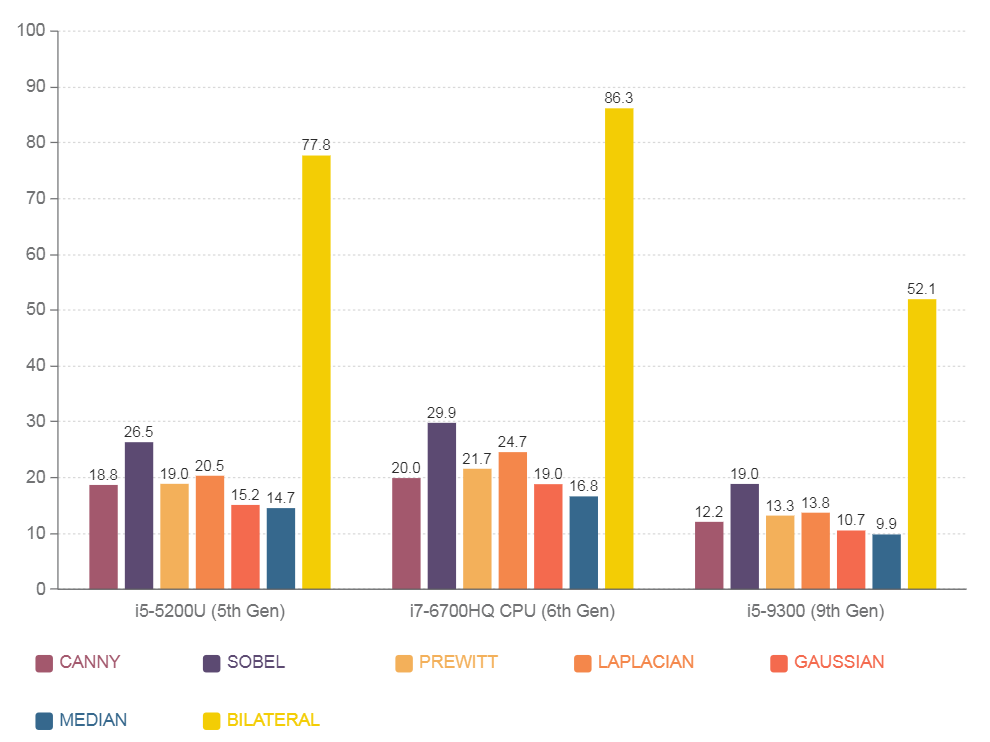 100
90
80
70
60
50
40
30
20
10
0
18.8 26.5 19.0 20.5 15.2 14.7 77.8
20.0 29.9 21.7 24.7 19.0 16.8 86.3
12.2 19.0 13.3 13.8 10.7 9.9 52.1
i5-5200U (5th Gen) i7-6700HQ CPU (6th Gen) i5-9300 (9th Gen)
CANNY SOBEL PREWITT LAPLACIAN GAUSSIAN
MEDIAN BILATERAL